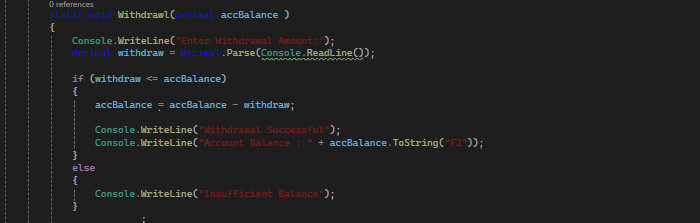 0 references
static void Withdrawl(decimal accBalance )
{
Console.WriteLine("Enter Withdrawal Amount:");
decimal withdraw = decimal.Parse(Console.ReadLine());
if (withdraw <= accBalance)
{
accBalance = accBalance - withdraw;
Console.WriteLine("Withdrawal Successful");
Console.WriteLine("Account Balance : " + accBalance.ToString("F2"));
}
else
{
Console.WriteLine("Insufficient Balance");
}
;